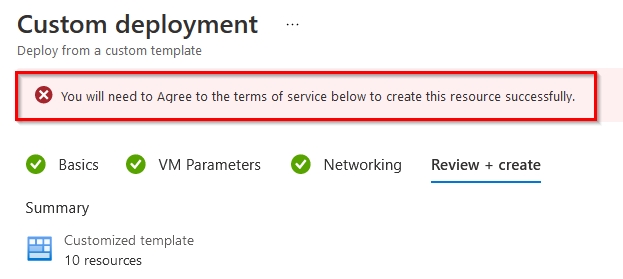 Custom deployment ...
Deploy from a custom template
You will need to Agree to the terms of service below to create this resource successfully.
Basics VM Parameters Networking Review + create
Summary
Customized template
10 resources